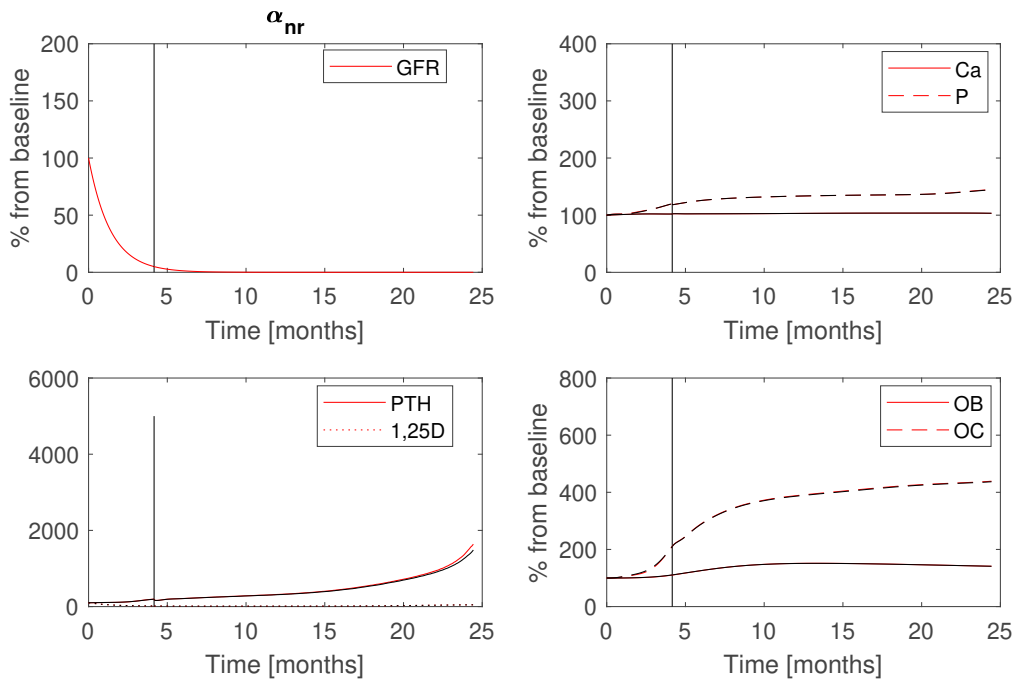 α_nr
200
150
100
50
0
% from baseline
GFR
0 5 10 15 20 25
Time [months]
400
300
200
100
0
% from baseline
Ca
P
0 5 10 15 20 25
Time [months]
6000
4000
2000
0
% from baseline
PTH
1,25D
0 5 10 15 20 25
Time [months]
800
600
400
200
0
% from baseline
OB
OC
0 5 10 15 20 25
Time [months]